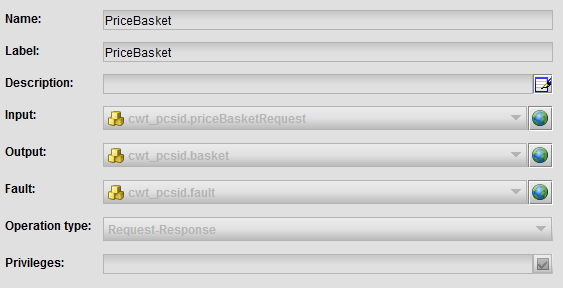 Name: PriceBasket
Label: PriceBasket
Description:
Input: cwt_pcsid.priceBasketRequest
Output: cwt_pcsid.basket
Fault: cwt_pcsid.fault
Operation type: Request-Response
Privileges: